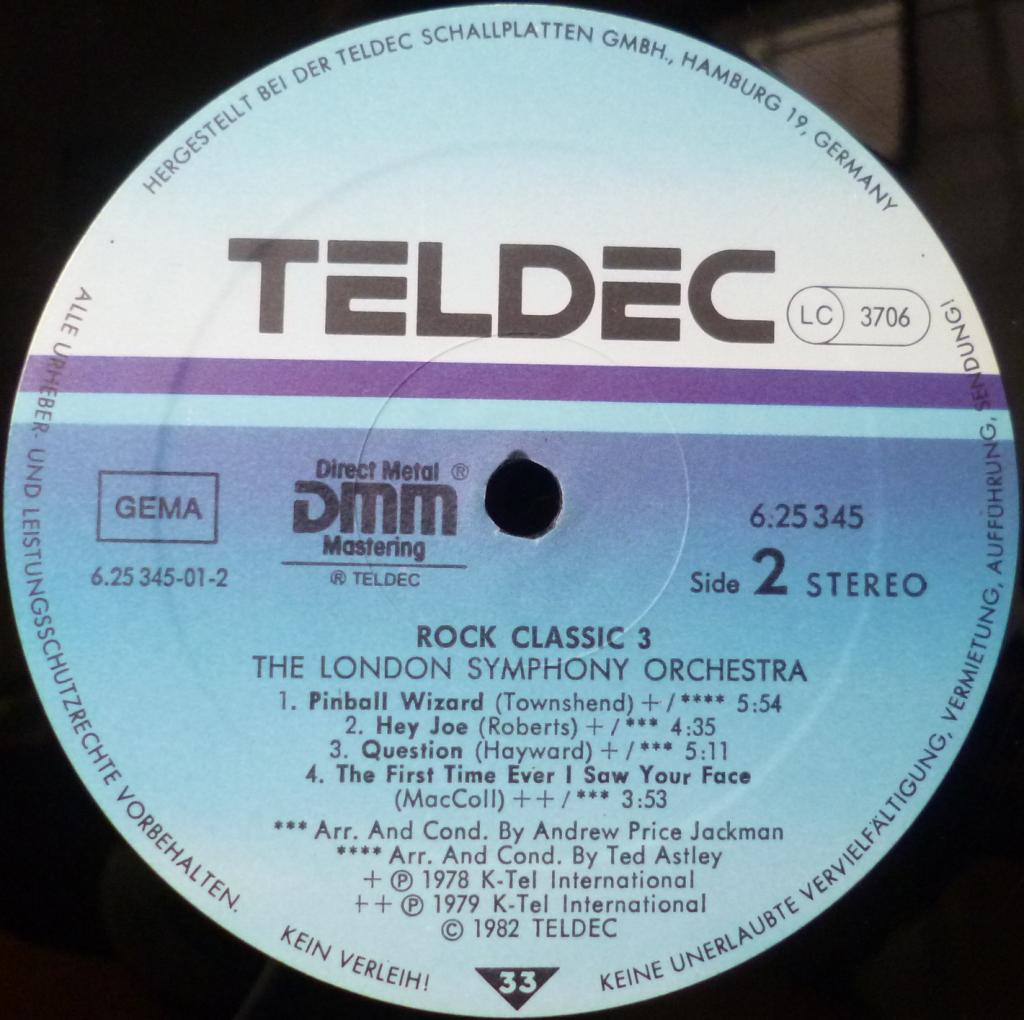 HERGESTELLT BEI DER TELDEC SCHALLPLATTEN GMBH., HAMBURG 19, GERMANY
TELDEC
LC 3706
GEMA
6.25 345-01-2
Direct Metal ®
DMM
Mastering
® TELDEC
6.25 345
Side 2 STEREO
ROCK CLASSIC 3
THE LONDON SYMPHONY ORCHESTRA
1. Pinball Wizard (Townshend) + / **** 5:54
2. Hey Joe (Roberts) + / *** 4:35
3. Question (Hayward) + / *** 5:11
4. The First Time Ever I Saw Your Face
(MacColl) + + / *** 3:53
*** Arr. And Cond. By Andrew Price Jackman
**** Arr. And Cond. By Ted Astley
+ ℗ 1978 K-Tel International
+ + ℗ 1979 K-Tel International
© 1982 TELDEC
33
ALLE URHEBER- UND LEISTUNGSSCHUTZRECHTE VORBEHALTEN.
KEIN VERLEIH!
KEINE UNERLAUBTE VERVIELFÄLTIGUNG, VERMIETUNG, AUFFÜHRUNG, SENDUNG!